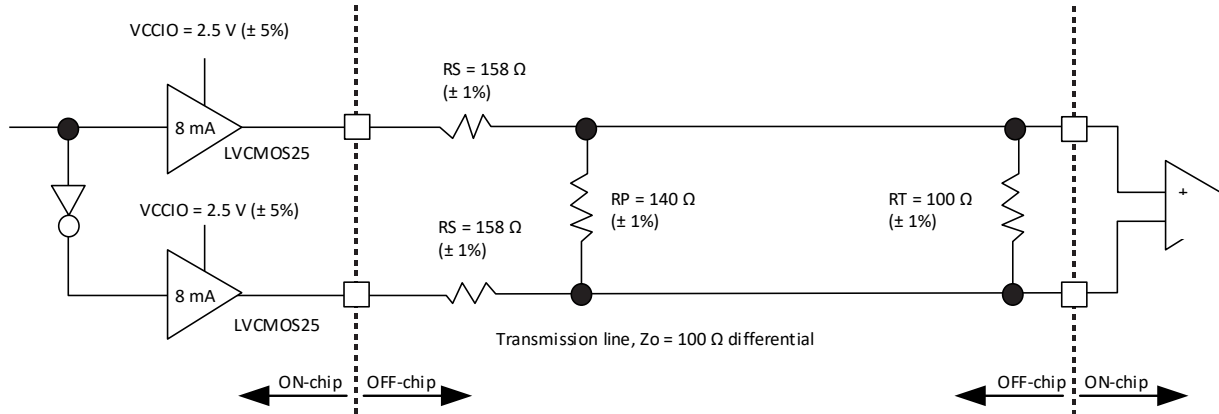 VCCIO = 2.5 V (± 5%)
RS = 158 Ω
(± 1%)
8 mA
LVCMOS25
VCCIO = 2.5 V (± 5%)
RP = 140 Ω
(± 1%)
RT = 100 Ω
(± 1%)
+
RS = 158 Ω
(± 1%)
8 mA
LVCMOS25
Transmission line, Zo = 100 Ω differential
ON-chip
OFF-chip
OFF-chip
ON-chip